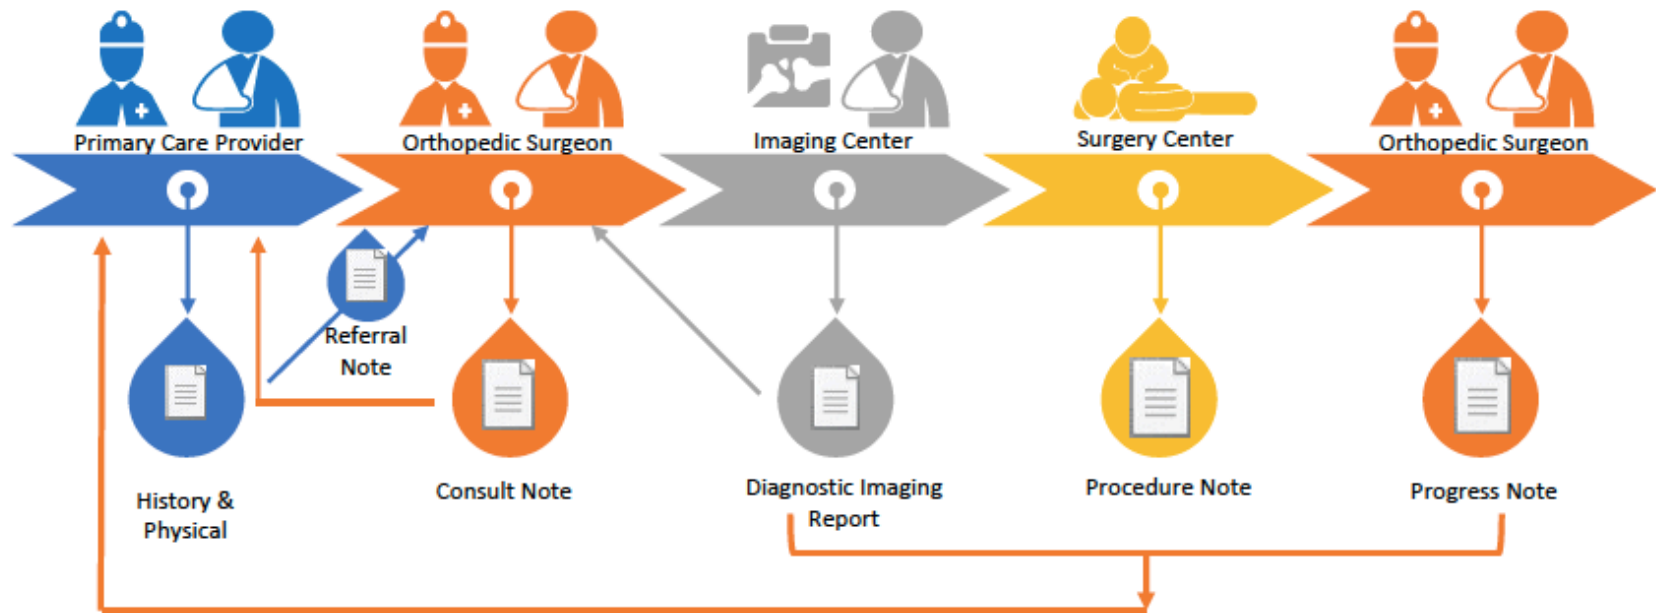 Primary Care Provider
Orthopedic Surgeon
Imaging Center
Surgery Center
Orthopedic Surgeon
Referral
Note
History &
Physical
Consult Note
Diagnostic Imaging
Report
Procedure Note
Progress Note